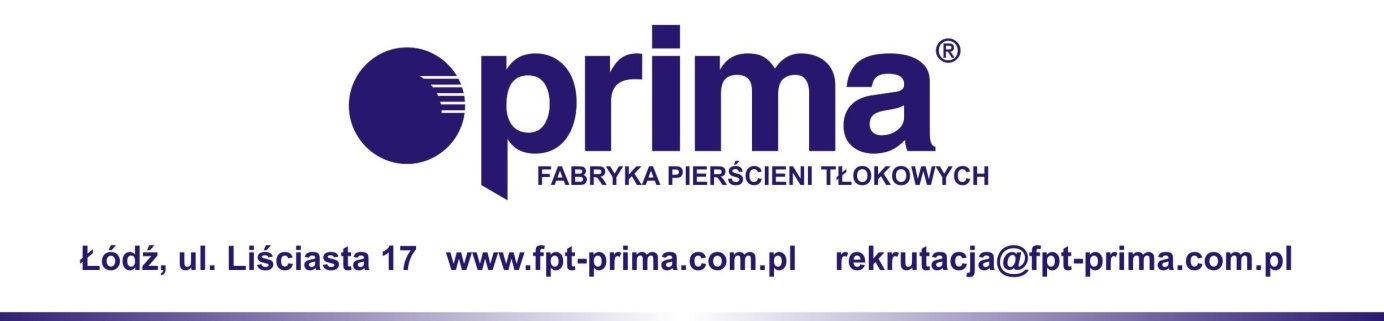 prima®
FABRYKA PIERŚCIENI TŁOKOWYCH
Łódź, ul. Liściasta 17 www.fpt-prima.com.pl rekrutacja@fpt-prima.com.pl